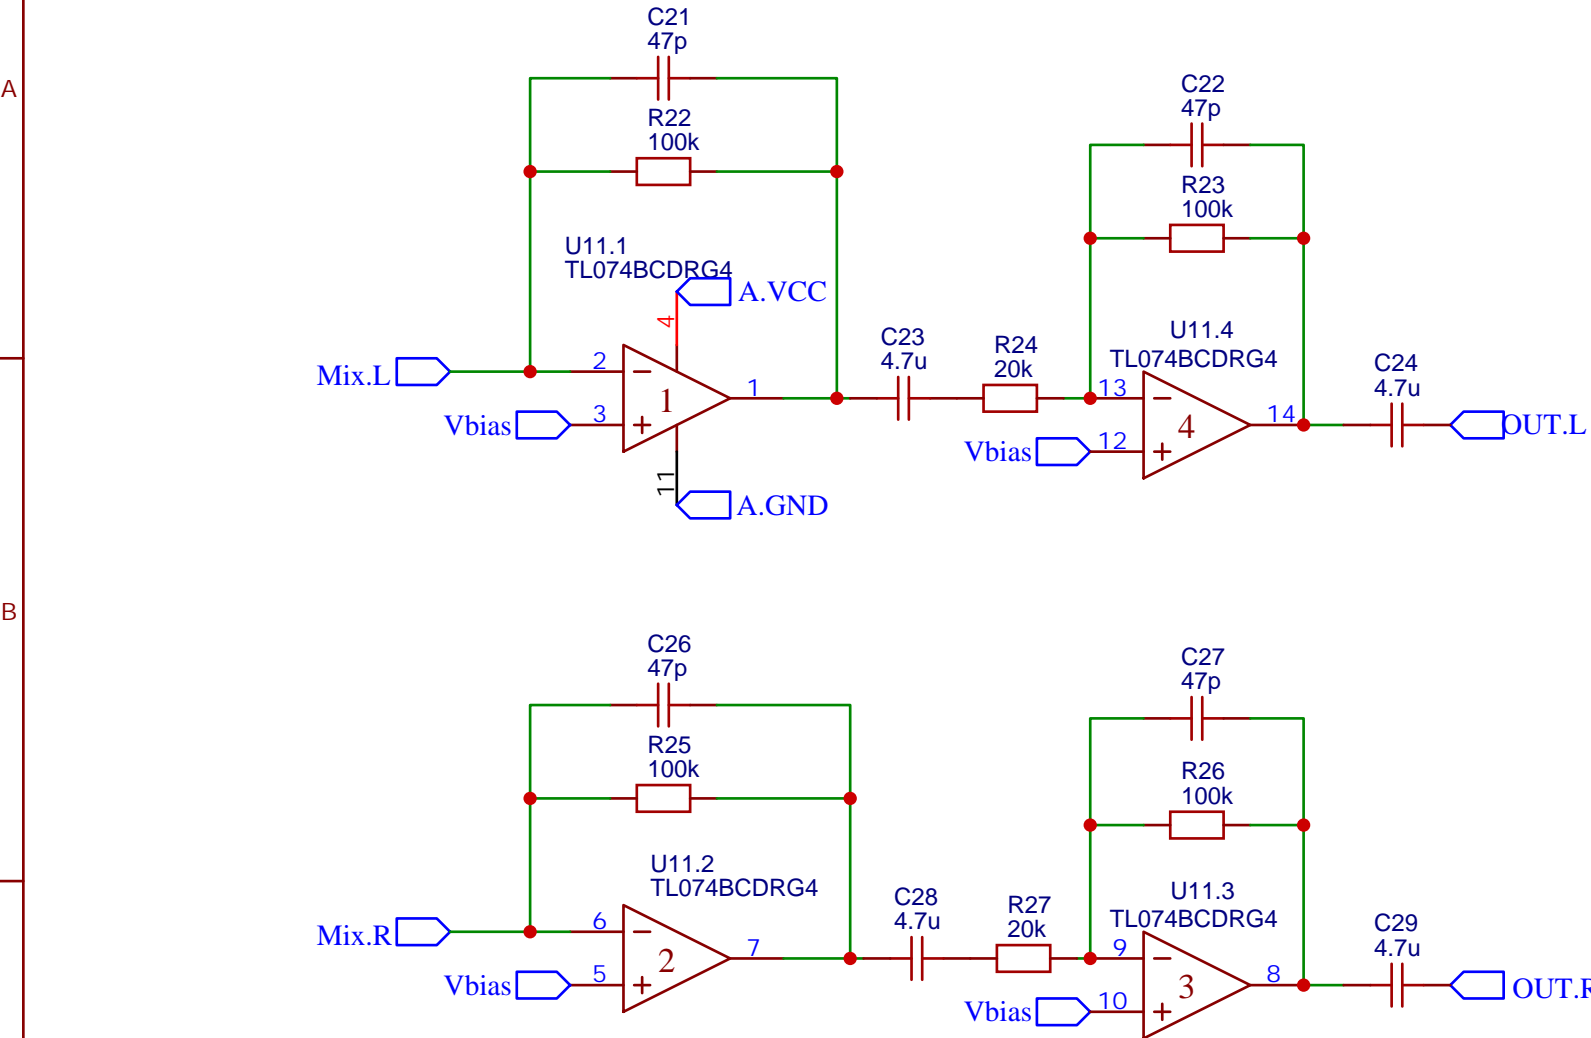 A
C21
47p
R22
100k
C22
47p
R23
100k
U11.1
TL074BCDRG4
A.VCC
4
Mix.L
2
1
1
Vbias
3
11
A.GND
C23
4.7u
R24
20k
U11.4
TL074BCDRG4
13
4
14
Vbias
12
C24
4.7u
OUT.L
B
C26
47p
R25
100k
C27
47p
R26
100k
U11.2
TL074BCDRG4
Mix.R
6
2
7
Vbias
5
C28
4.7u
R27
20k
U11.3
TL074BCDRG4
9
3
8
Vbias
10
C29
4.7u
OUT.R